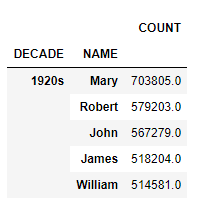 COUNT
DECADE NAME
1920s Mary 703805.0
Robert 579203.0
John 567279.0
James 518204.0
William 514581.0